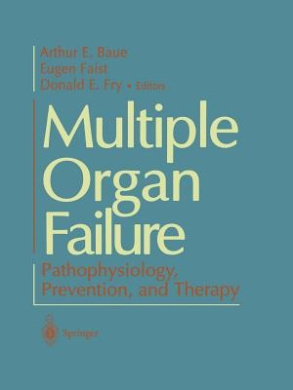 Arthur E. Baue
Eugen Faist
Donald E. Fry • Editors
Multiple
Organ
Failure
Pathophysiology,
Prevention, and Therapy
Springer